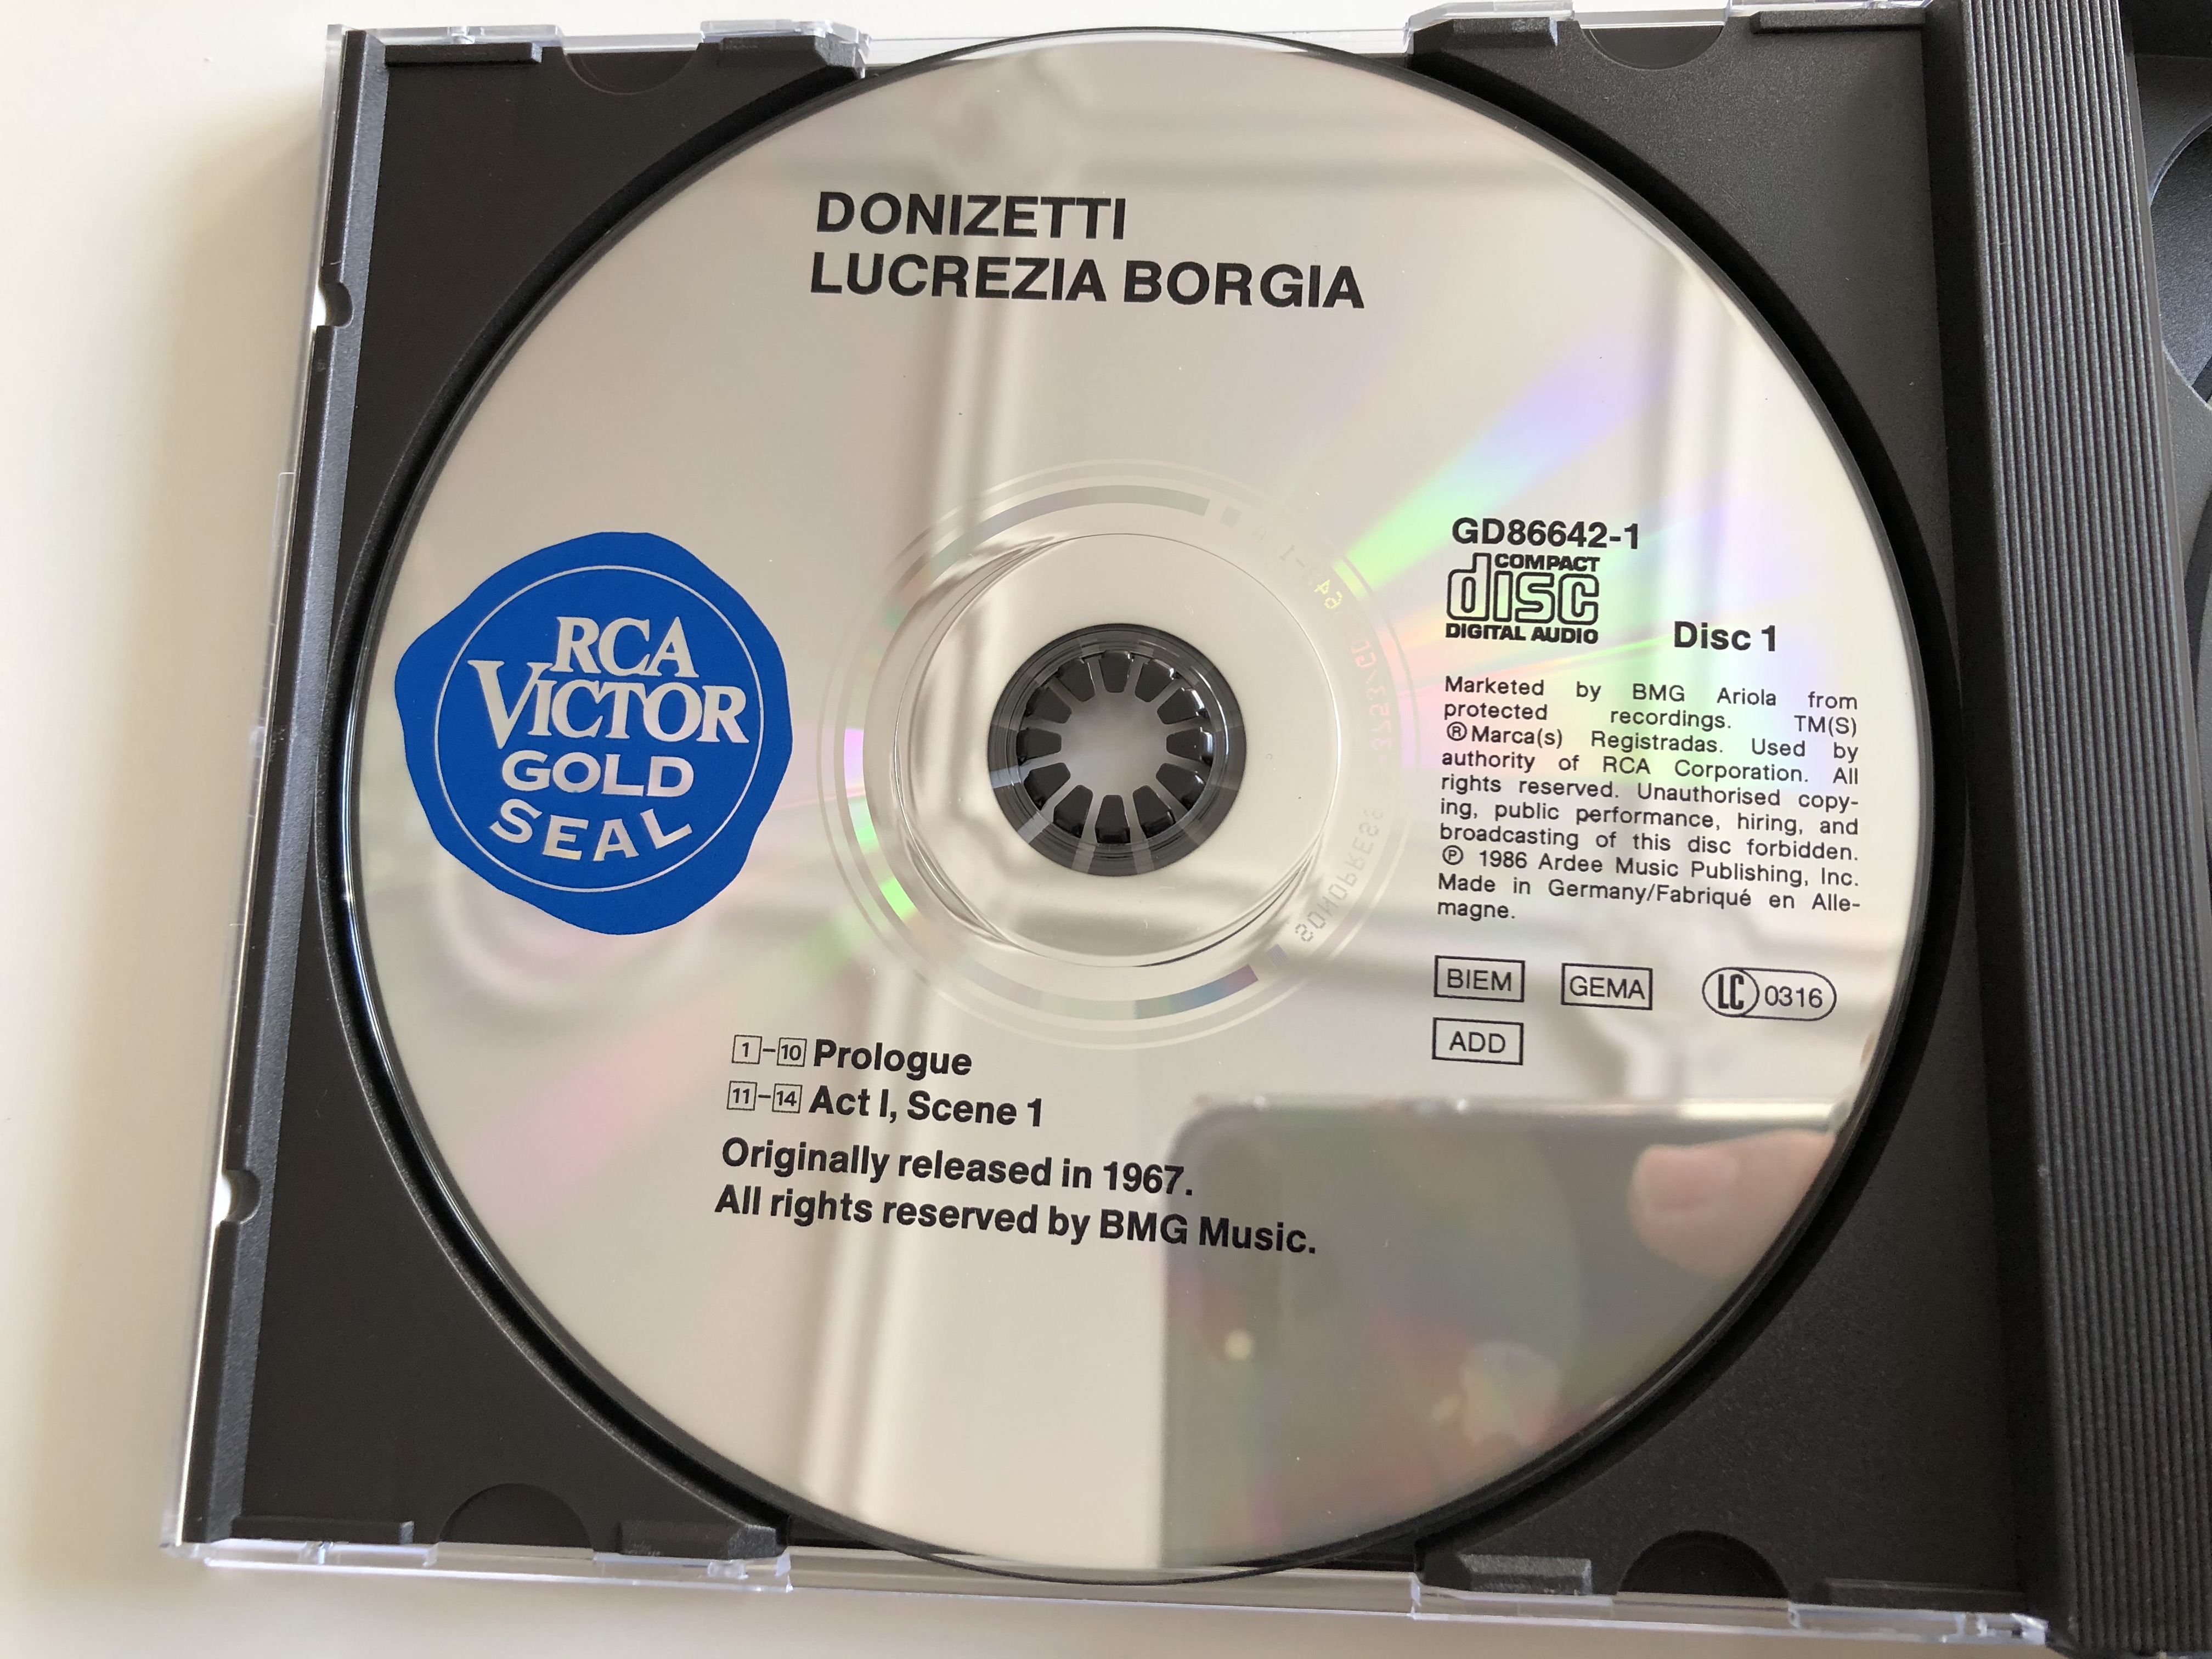 DONIZETTI
LUCREZIA BORGIA
RCA
VICTOR
GOLD
SEAL
GD86642-1
COMPACT
disc
DIGITAL AUDIO
Disc 1
Marketed by BMG Ariola from
protected recordings. TM(S)
®Marca(s) Registradas. Used by
authority of RCA Corporation. All
rights reserved. Unauthorised copy-
ing, public performance, hiring, and
broadcasting of this disc forbidden.
℗ 1986 Ardee Music Publishing, Inc.
Made in Germany/Fabriqué en Alle-
magne.
BIEM GEMA LC 0316
ADD
1-10 Prologue
11-14 Act I, Scene 1
Originally released in 1967.
All rights reserved by BMG Music.
SONOPRESS